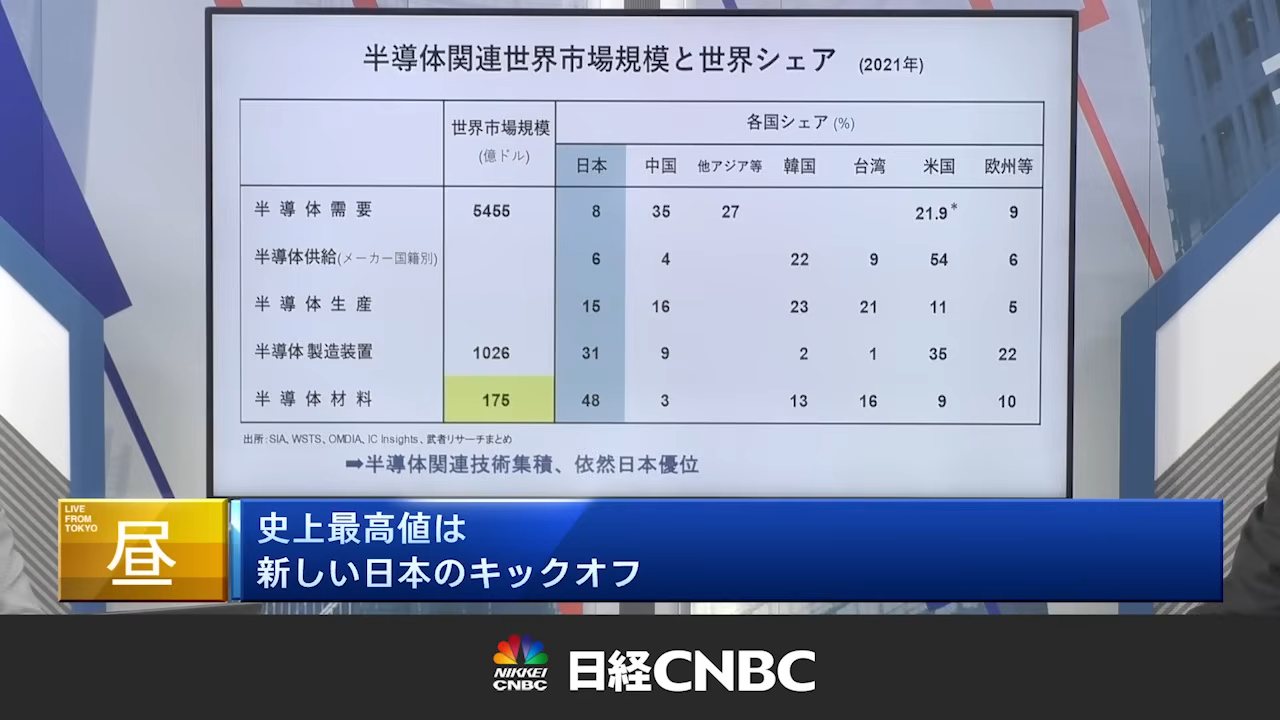 半導体関連世界市場規模と世界シェア (2021年)
世界市場規模 (億ドル) 各国シェア (%)
日本 中国 他アジア等 韓国 台湾 米国 欧州等
半導体需要 5455 8 35 27 21.9* 9
半導体供給(メーカー国籍別) 6 4 22 9 54 6
半導体生産 15 16 23 21 11 5
半導体製造装置 1026 31 9 2 1 35 22
半導体材料 175 48 3 13 16 9 10
出所:SIA、WSTS、OMDIA、IC Insights、武者リサーチまとめ
➡半導体関連技術集積、依然日本優位
LIVE
FROM
TOKYO
昼
史上最高値は
新しい日本のキックオフ
NIKKEI
CNBC
日経CNBC